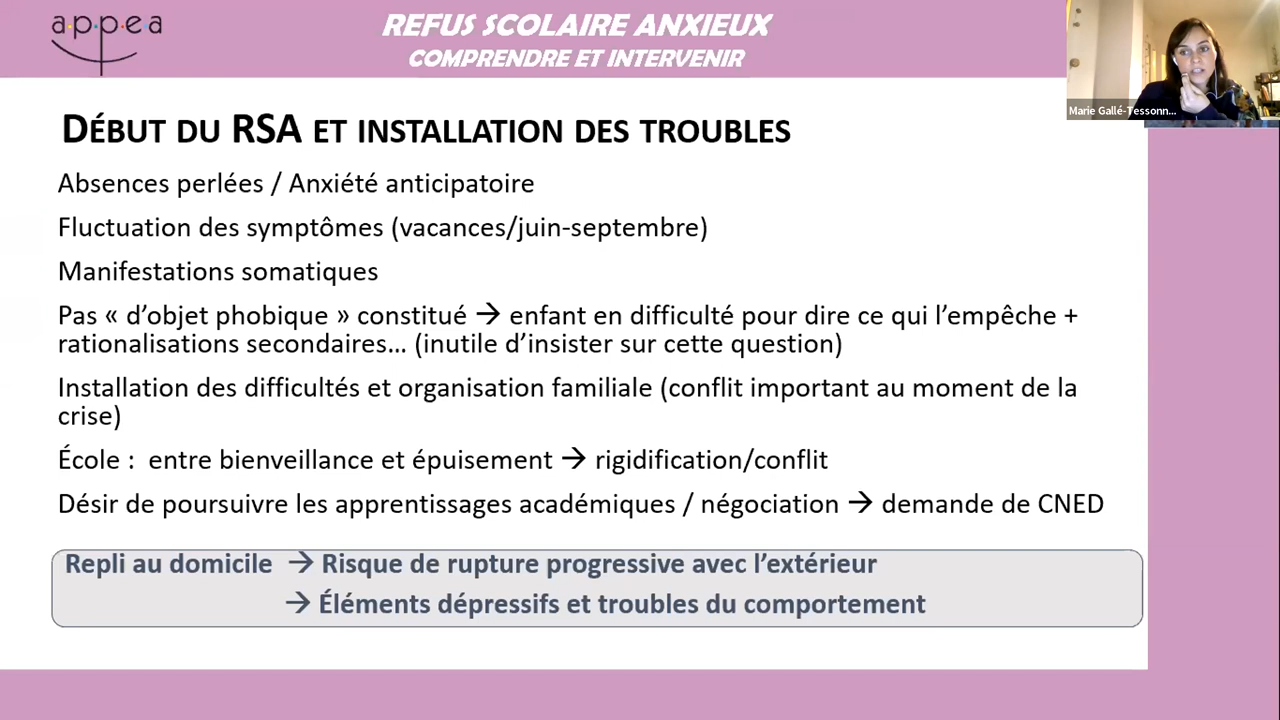 a·p·p·e·a
REFUS SCOLAIRE ANXIEUX
COMPRENDRE ET INTERVENIR
Marie Gallé-Tessonn...
DÉBUT DU RSA ET INSTALLATION DES TROUBLES
Absences perlées / Anxiété anticipatoire
Fluctuation des symptômes (vacances/juin-septembre)
Manifestations somatiques
Pas « d’objet phobique » constitué → enfant en difficulté pour dire ce qui l’empêche +
rationalisations secondaires… (inutile d’insister sur cette question)
Installation des difficultés et organisation familiale (conflit important au moment de la
crise)
École :  entre bienveillance et épuisement → rigidification/conflit
Désir de poursuivre les apprentissages académiques / négociation → demande de CNED
Repli au domicile → Risque de rupture progressive avec l’extérieur
→ Éléments dépressifs et troubles du comportement